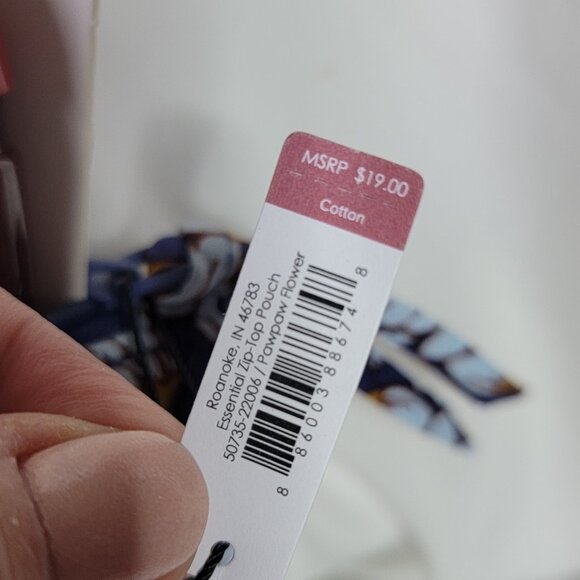 MSRP $19.00
Cotton
Roanoke, IN 46783
Essential Zip-Top Pouch
50735-22006 / Pawpaw Flower
8 86003 88674 8